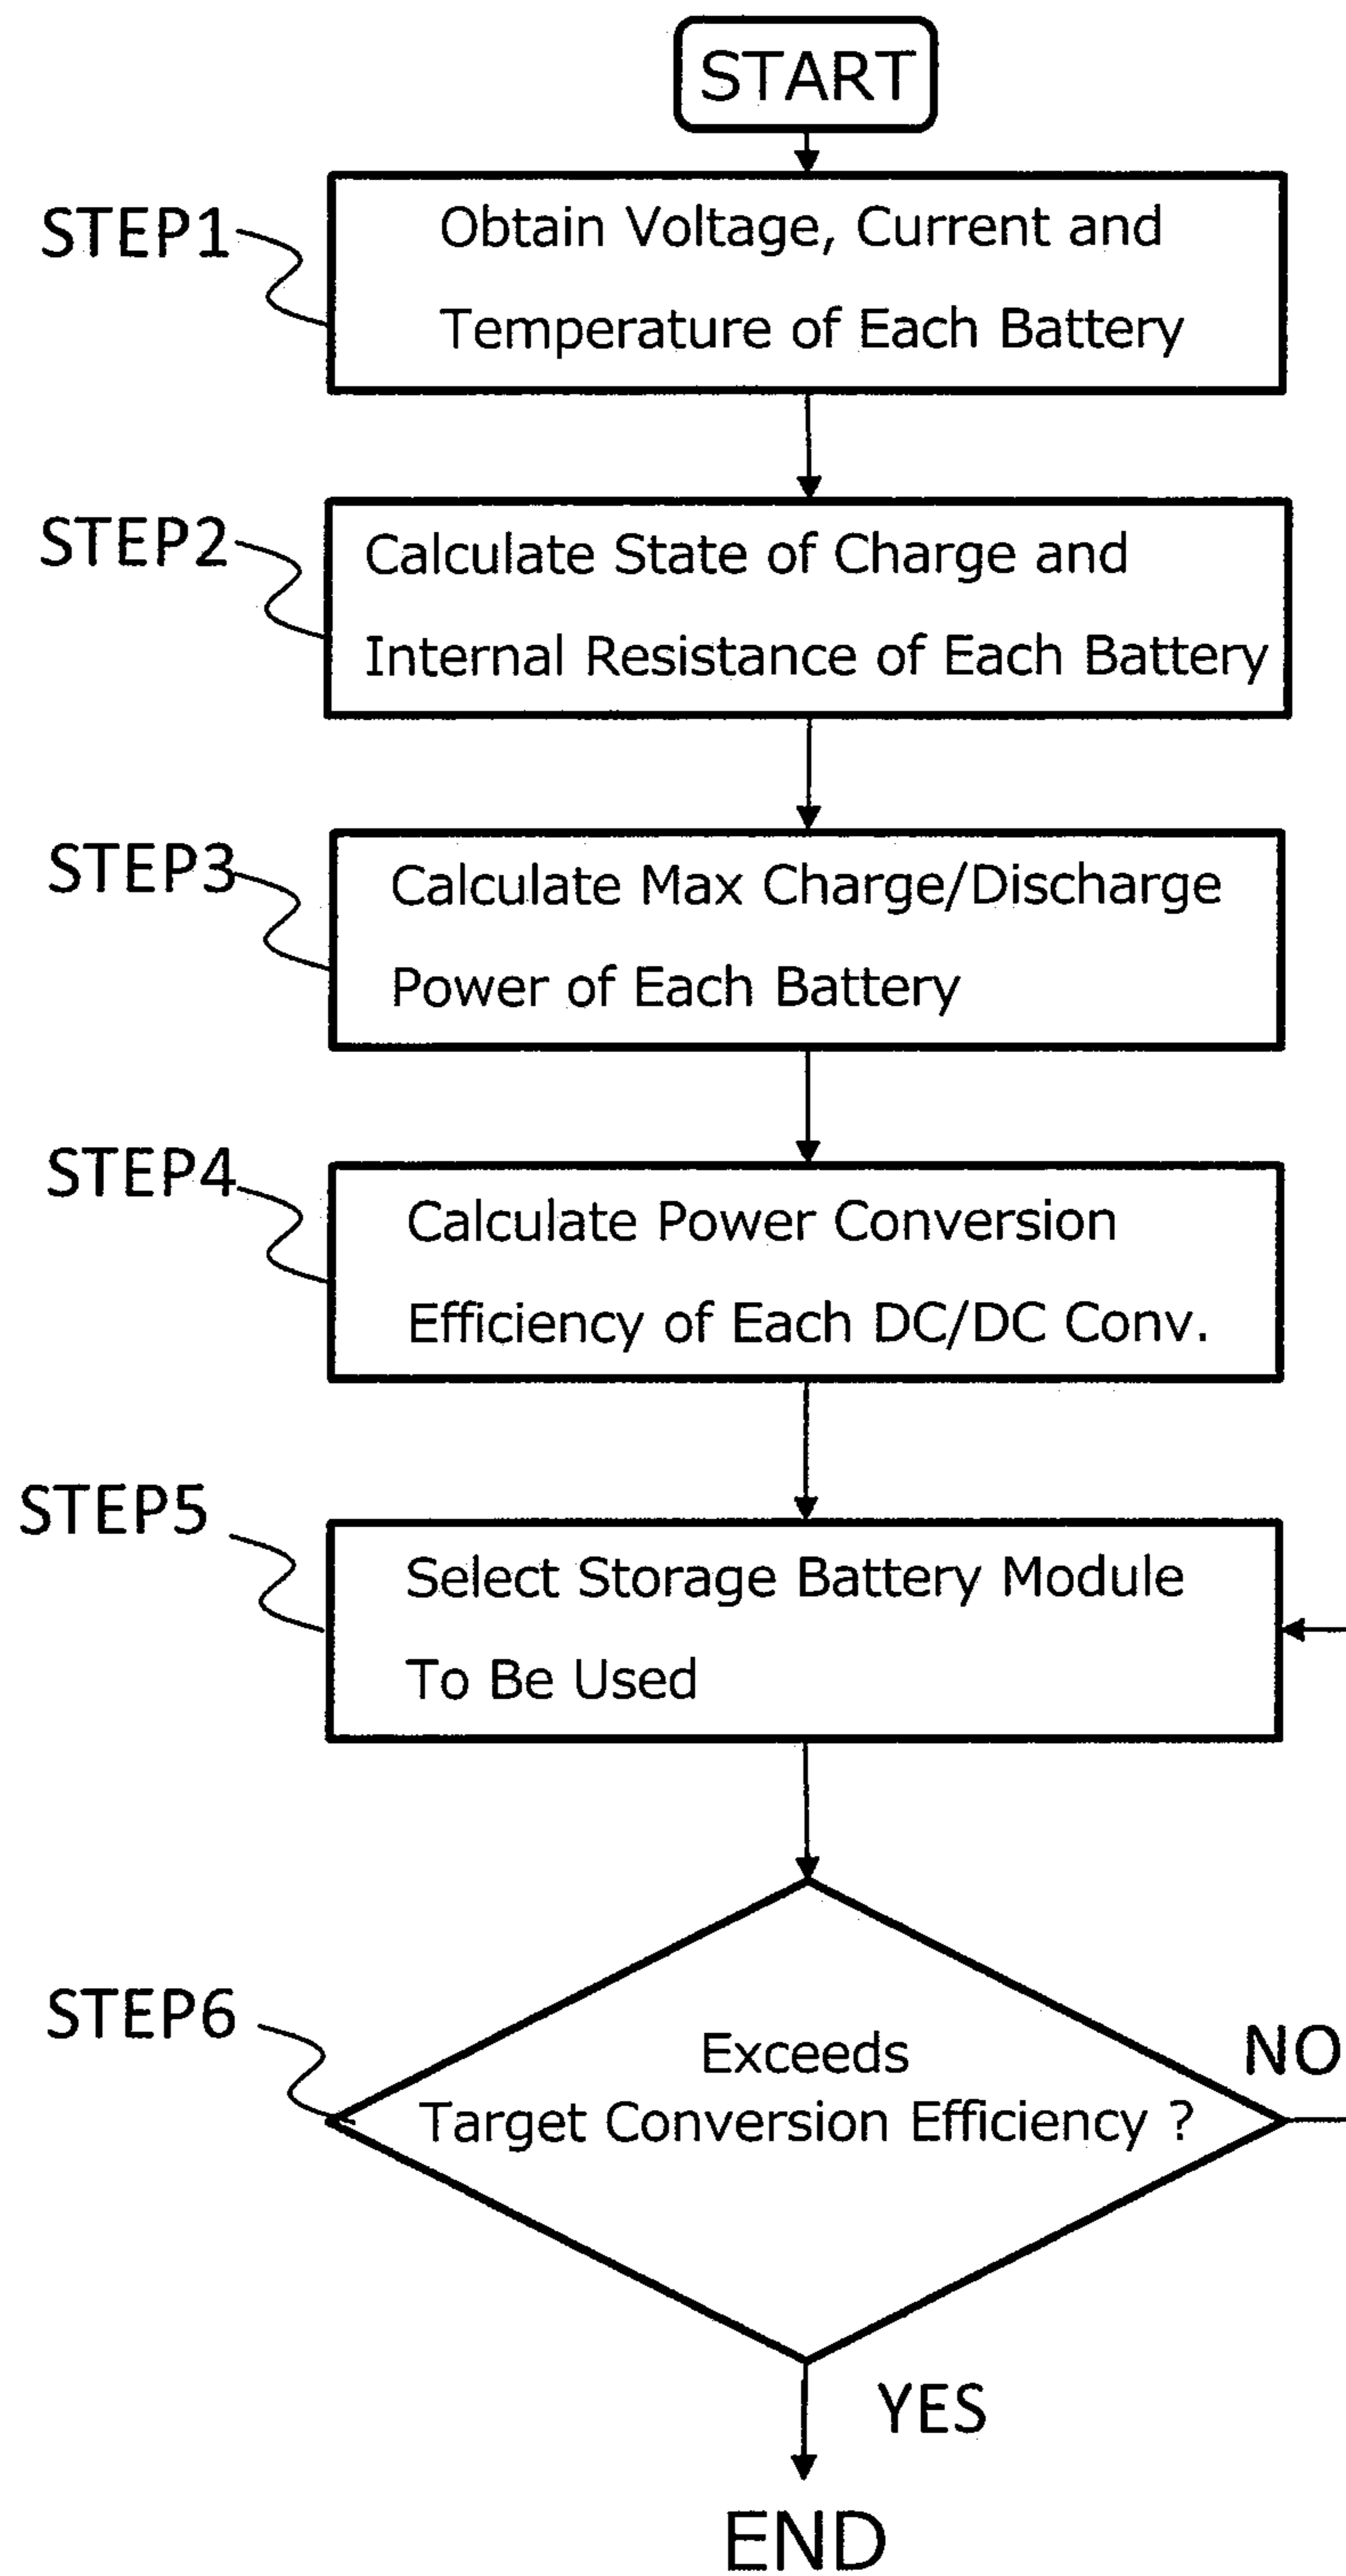 START
STEP1
Obtain Voltage, Current and
Temperature of Each Battery
STEP2
Calculate State of Charge and
Internal Resistance of Each Battery
STEP3
Calculate Max Charge/Discharge
Power of Each Battery
STEP4
Calculate Power Conversion
Efficiency of Each DC/DC Conv.
STEP5
Select Storage Battery Module
To Be Used
STEP6
Exceeds
Target Conversion Efficiency ?
NO
YES
END